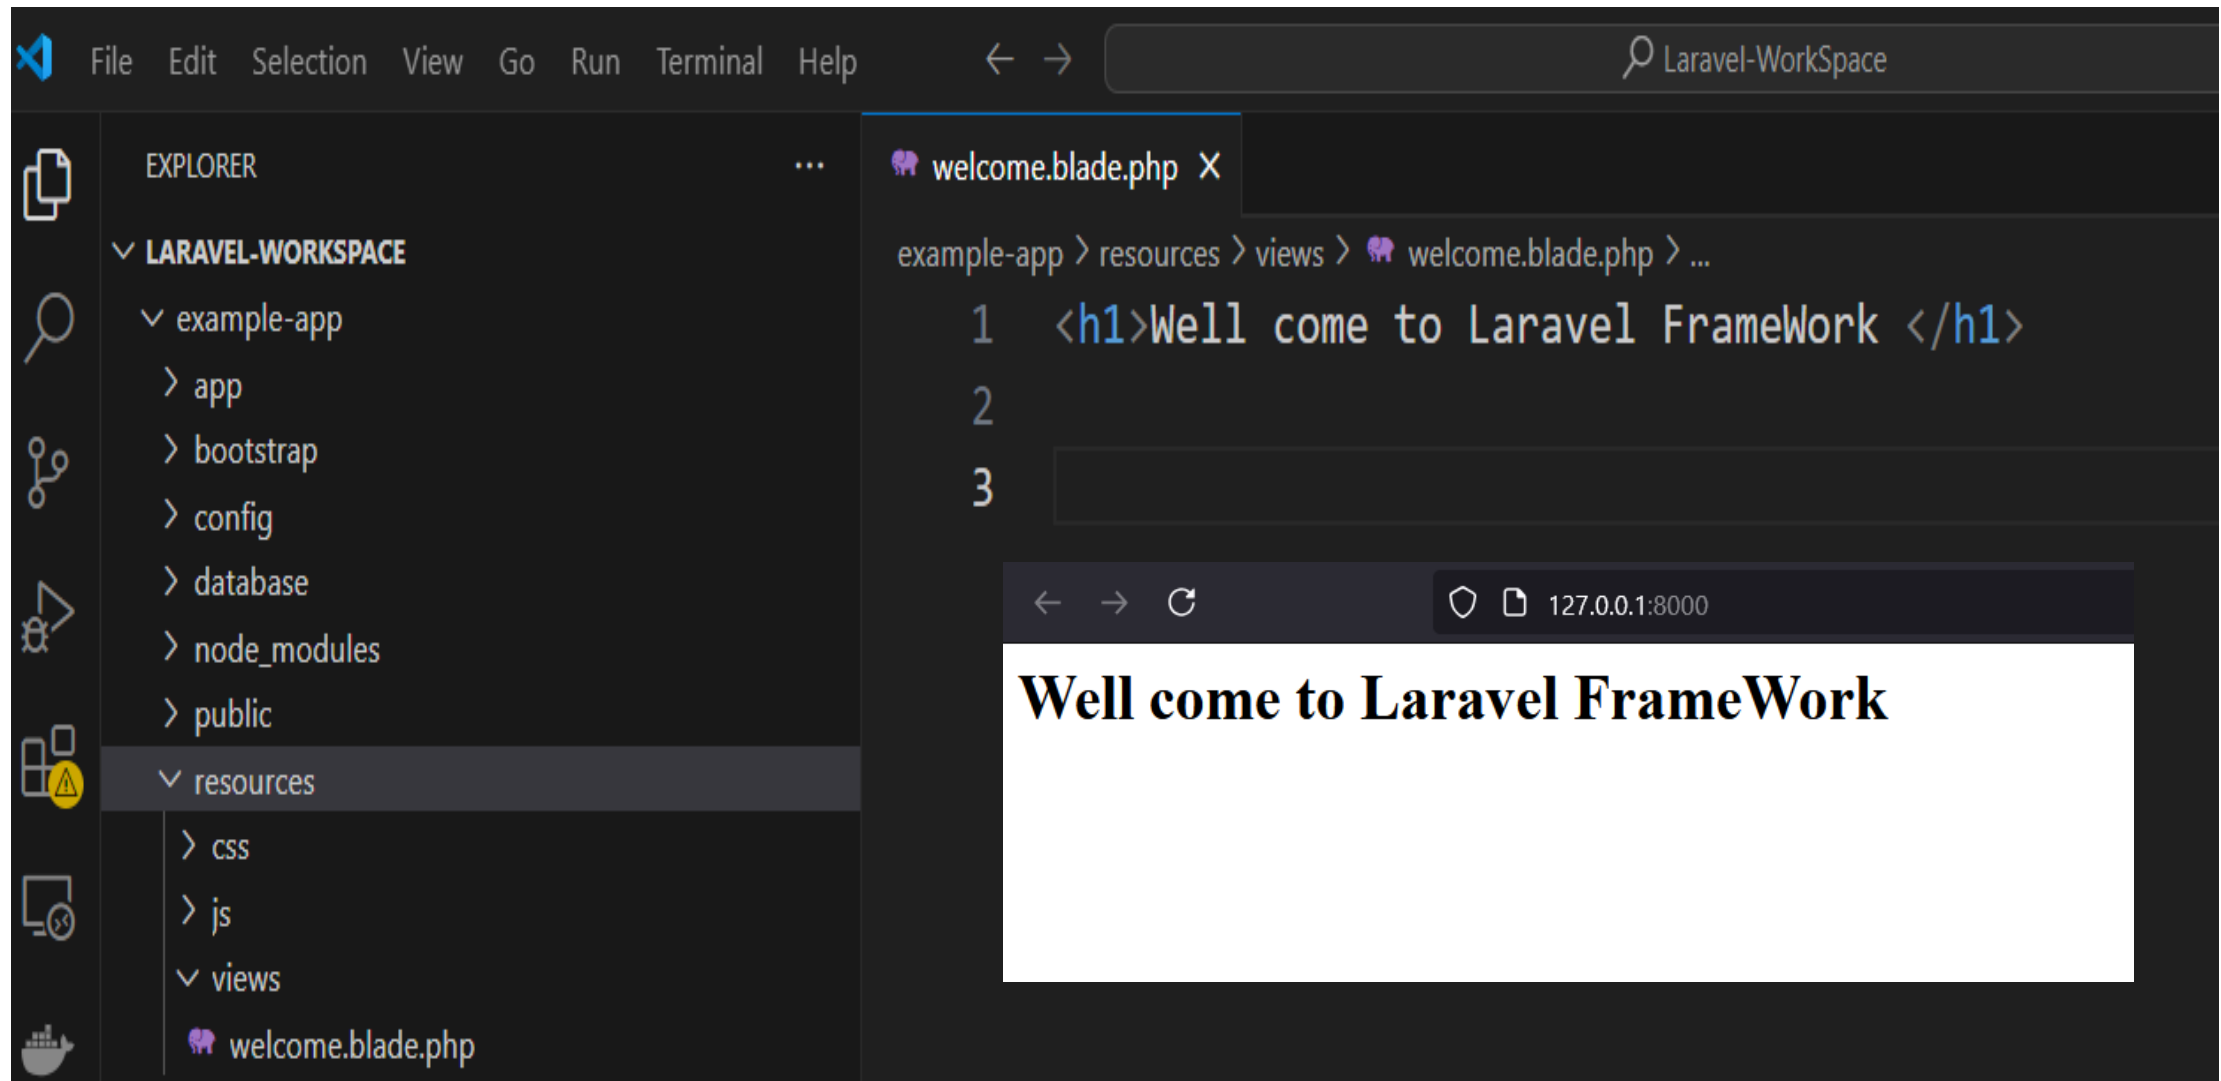 File Edit Selection View Go Run Terminal Help
Laravel-WorkSpace
EXPLORER ...
LARAVEL-WORKSPACE
example-app
app
bootstrap
config
database
node_modules
public
resources
css
js
views
welcome.blade.php
welcome.blade.php X
example-app > resources > views > welcome.blade.php > ...
1 <h1>Well come to Laravel FrameWork </h1>
2
3
127.0.0.1:8000
Well come to Laravel FrameWork